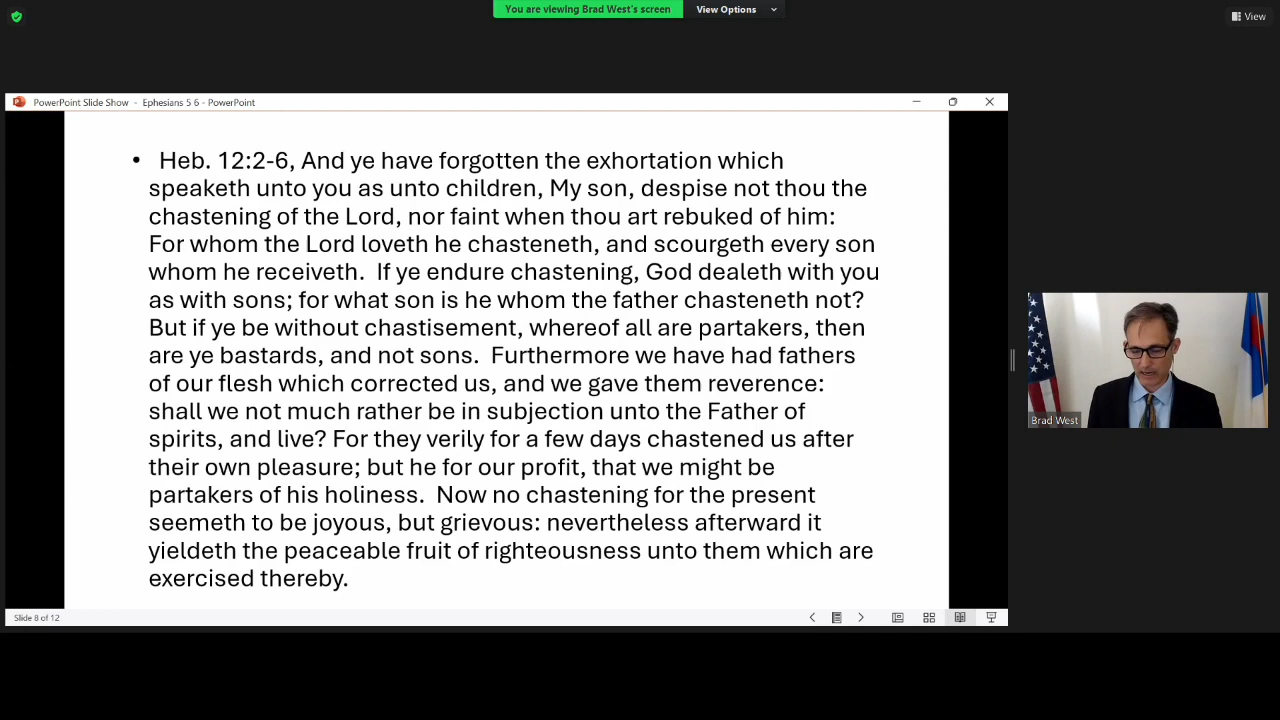 You are viewing Brad West's screen
View Options
View
PowerPoint Slide Show - Ephesians 5 6 - PowerPoint
• Heb. 12:2-6, And ye have forgotten the exhortation which
speaketh unto you as unto children, My son, despise not thou the
chastening of the Lord, nor faint when thou art rebuked of him:
For whom the Lord loveth he chasteneth, and scourgeth every son
whom he receiveth. If ye endure chastening, God dealeth with you
as with sons; for what son is he whom the father chasteneth not?
But if ye be without chastisement, whereof all are partakers, then
are ye bastards, and not sons. Furthermore we have had fathers
of our flesh which corrected us, and we gave them reverence:
shall we not much rather be in subjection unto the Father of
spirits, and live? For they verily for a few days chastened us after
their own pleasure; but he for our profit, that we might be
partakers of his holiness. Now no chastening for the present
seemeth to be joyous, but grievous: nevertheless afterward it
yieldeth the peaceable fruit of righteousness unto them which are
exercised thereby.
Brad West
Slide 8 of 12